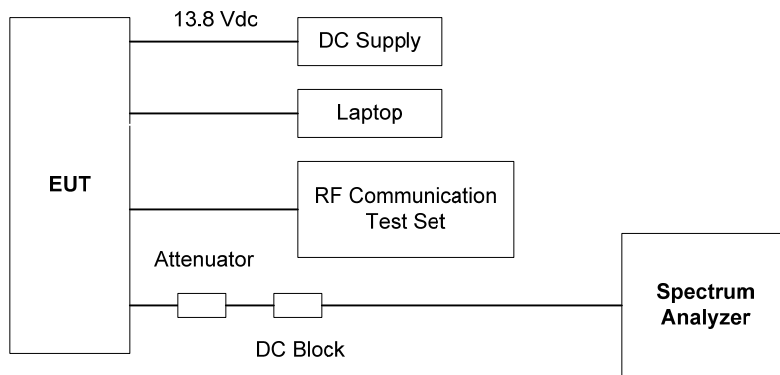 13.8 Vdc
DC Supply
Laptop
EUT
RF Communication
Test Set
Attenuator
Spectrum
Analyzer
DC Block